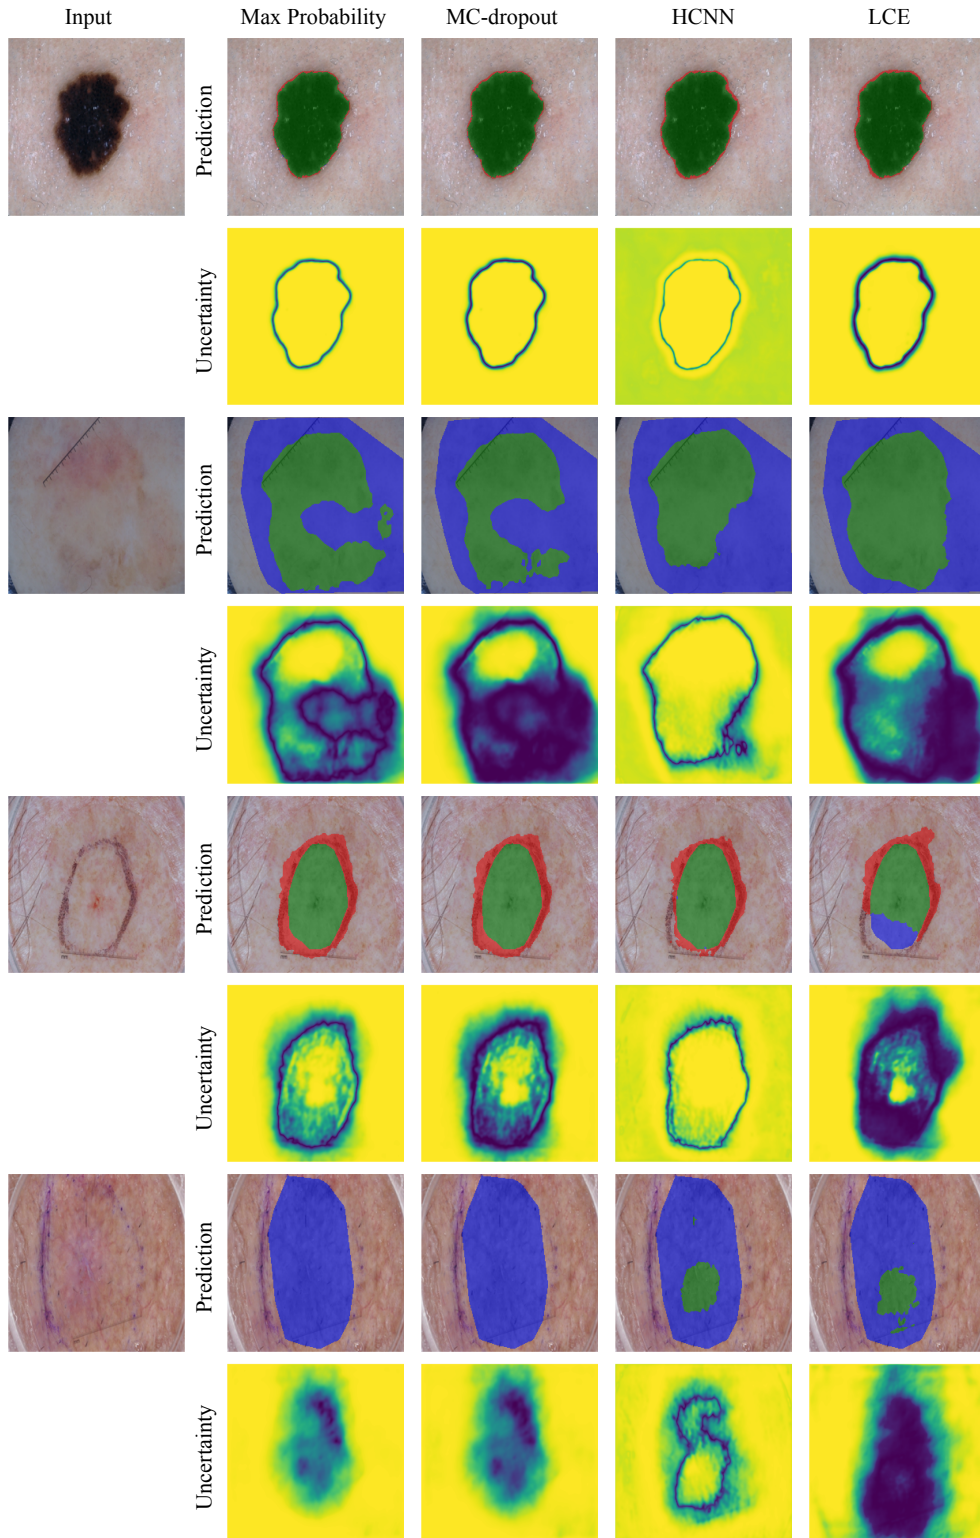 Input Max Probability MC-dropout HCNN LCE
Prediction
Uncertainty
Prediction
Uncertainty
Prediction
Uncertainty
Prediction
Uncertainty